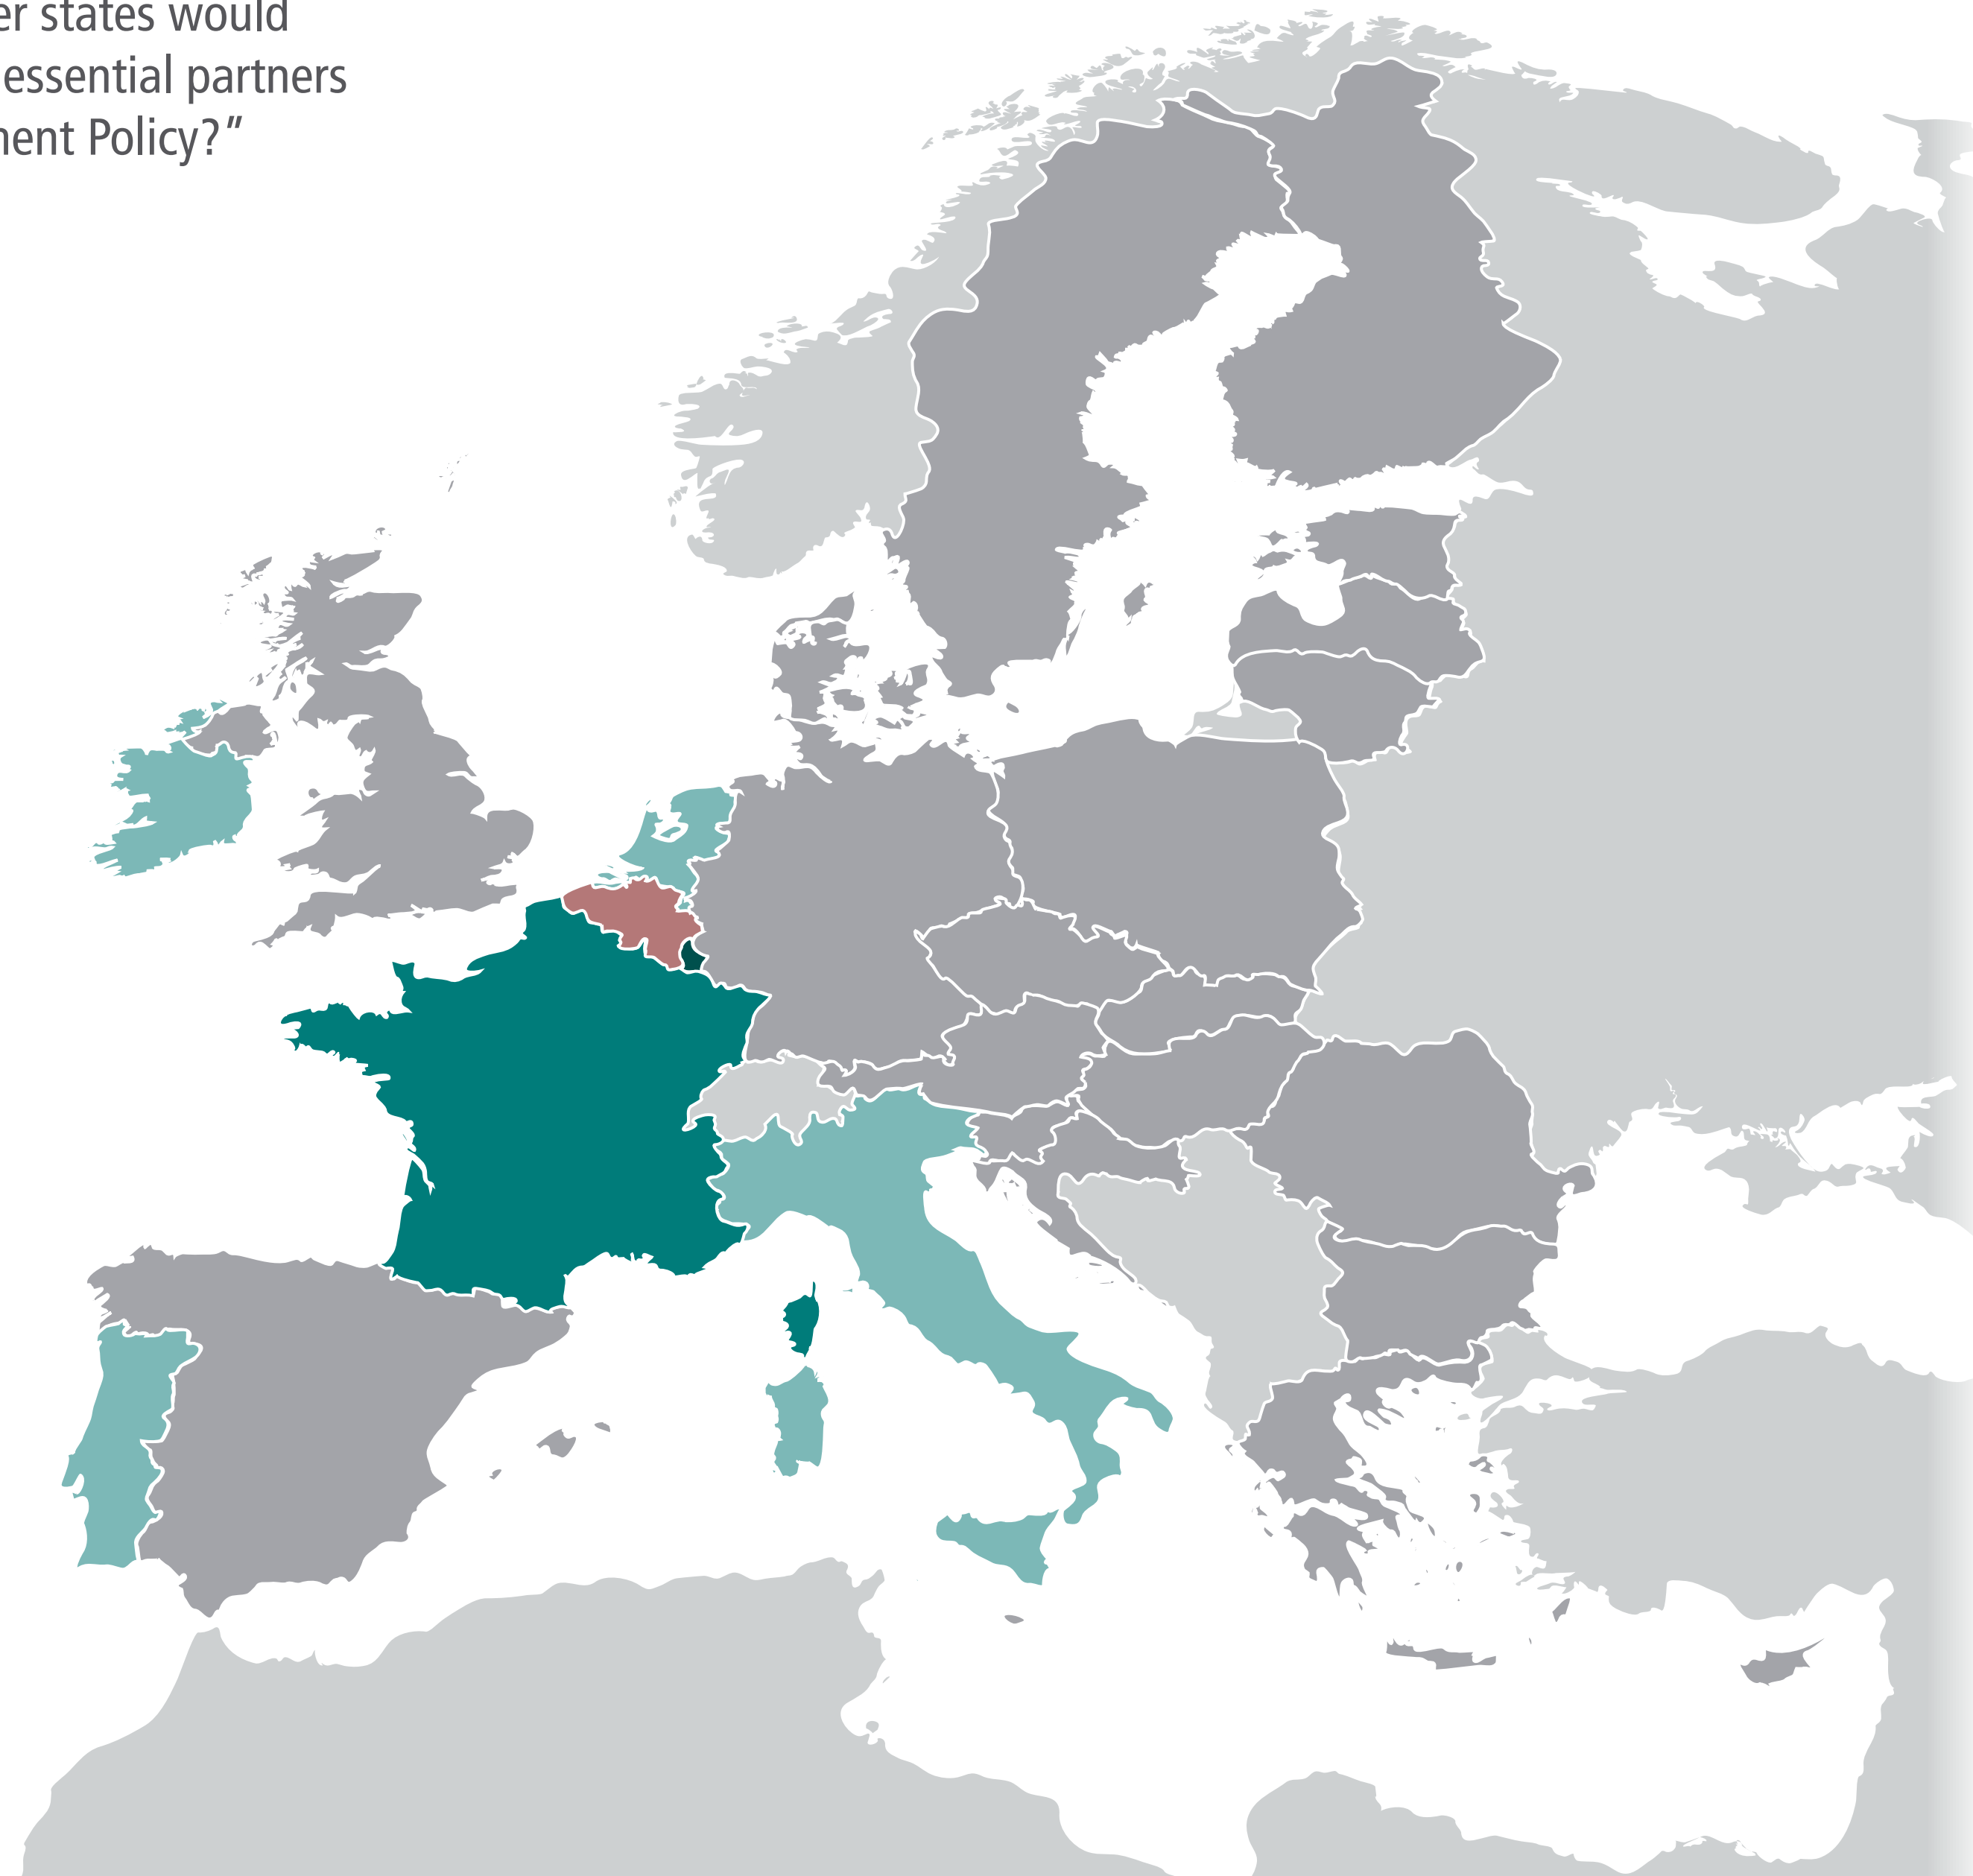 er states would
essential partners
nent Policy?”